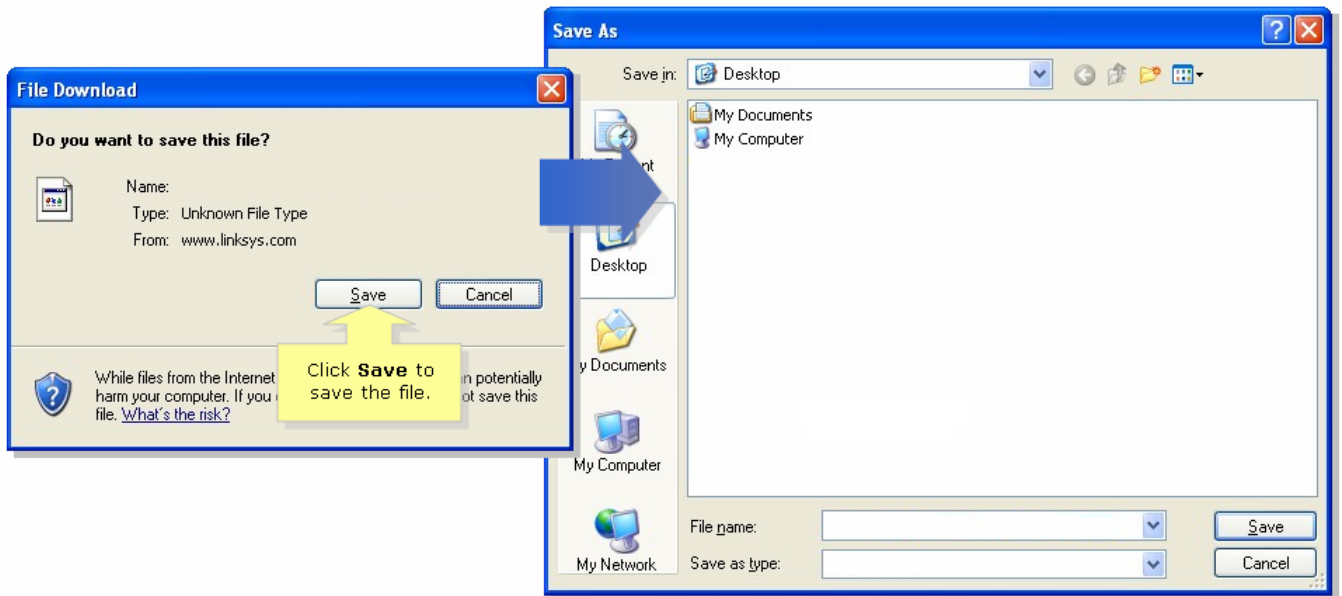 File Download
Do you want to save this file?
Name:
Type: Unknown File Type
From: www.linksys.com
Save
Cancel
Click Save to
save the file.
While files from the Internet
n potentially
harm your computer. If you
ot save this
file. What's the risk?
Save As
Save in:
Desktop
My Documents
My Computer
nt
Desktop
y Documents
My Computer
My Network
File name:
Save
Save as type:
Cancel